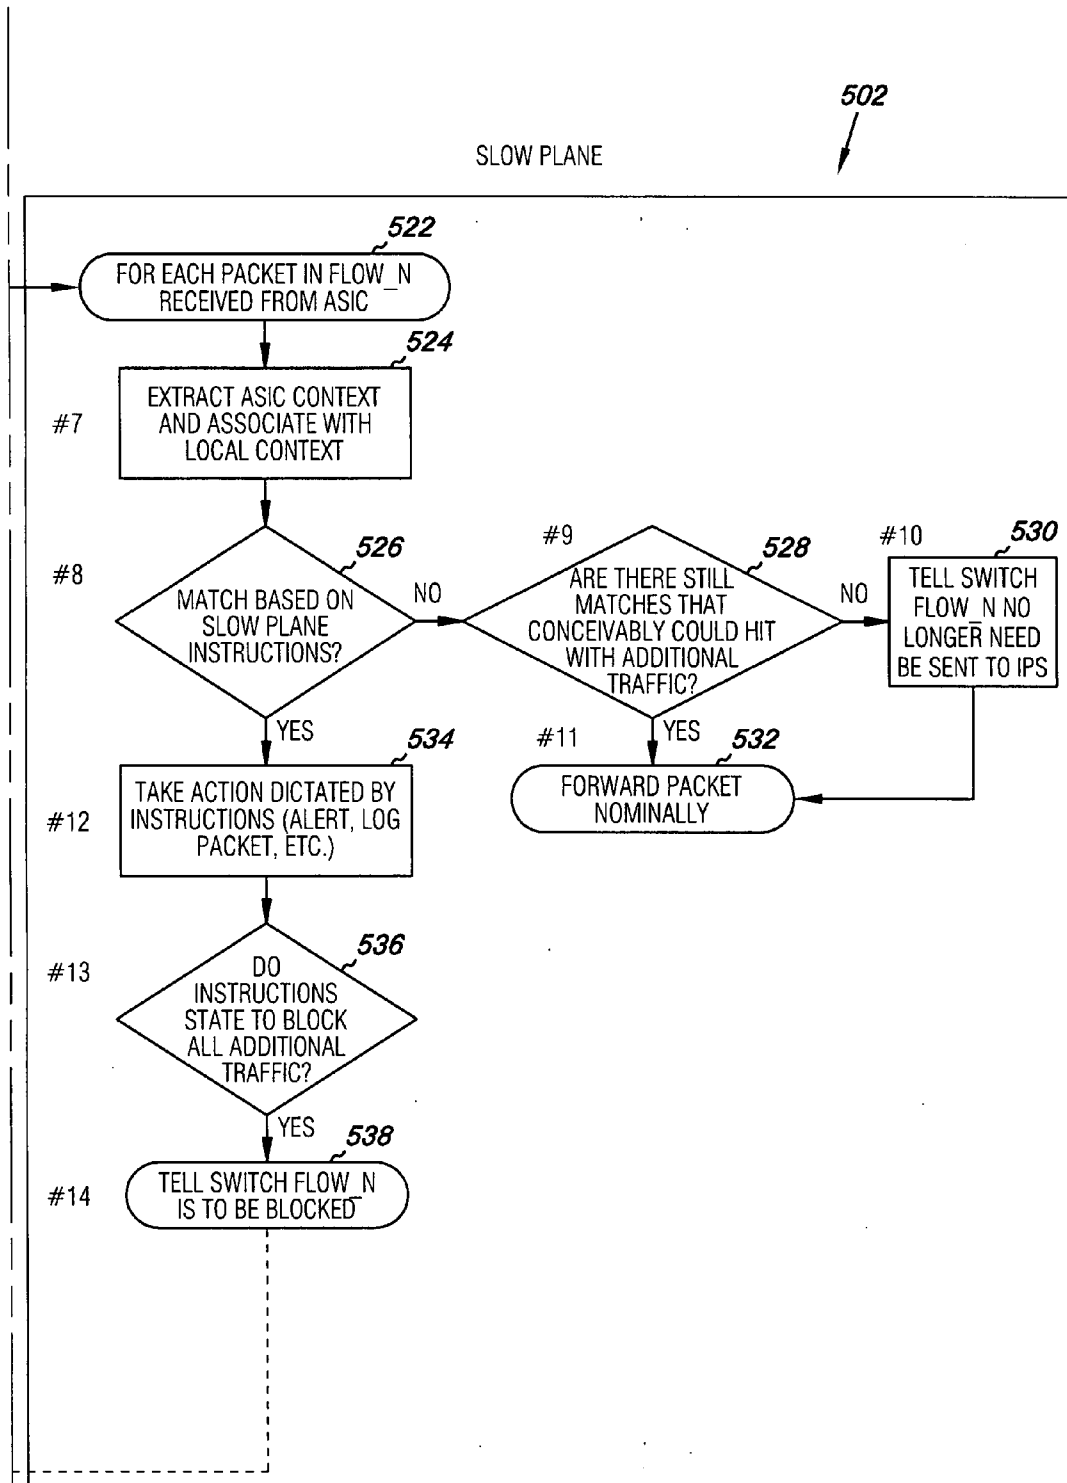 502
SLOW PLANE
522
FOR EACH PACKET IN FLOW_N
RECEIVED FROM ASIC
524
#7
EXTRACT ASIC CONTEXT
AND ASSOCIATE WITH
LOCAL CONTEXT
#8
526
MATCH BASED ON
SLOW PLANE
INSTRUCTIONS?
NO
#9
528
ARE THERE STILL
MATCHES THAT
CONCEIVABLY COULD HIT
WITH ADDITIONAL
TRAFFIC?
NO
#10
530
TELL SWITCH
FLOW_N NO
LONGER NEED
BE SENT TO IPS
YES
#11
YES
532
FORWARD PACKET
NOMINALLY
534
#12
TAKE ACTION DICTATED BY
INSTRUCTIONS (ALERT, LOG
PACKET, ETC.)
#13
536
DO
INSTRUCTIONS
STATE TO BLOCK
ALL ADDITIONAL
TRAFFIC?
YES
538
#14
TELL SWITCH FLOW_N
IS TO BE BLOCKED